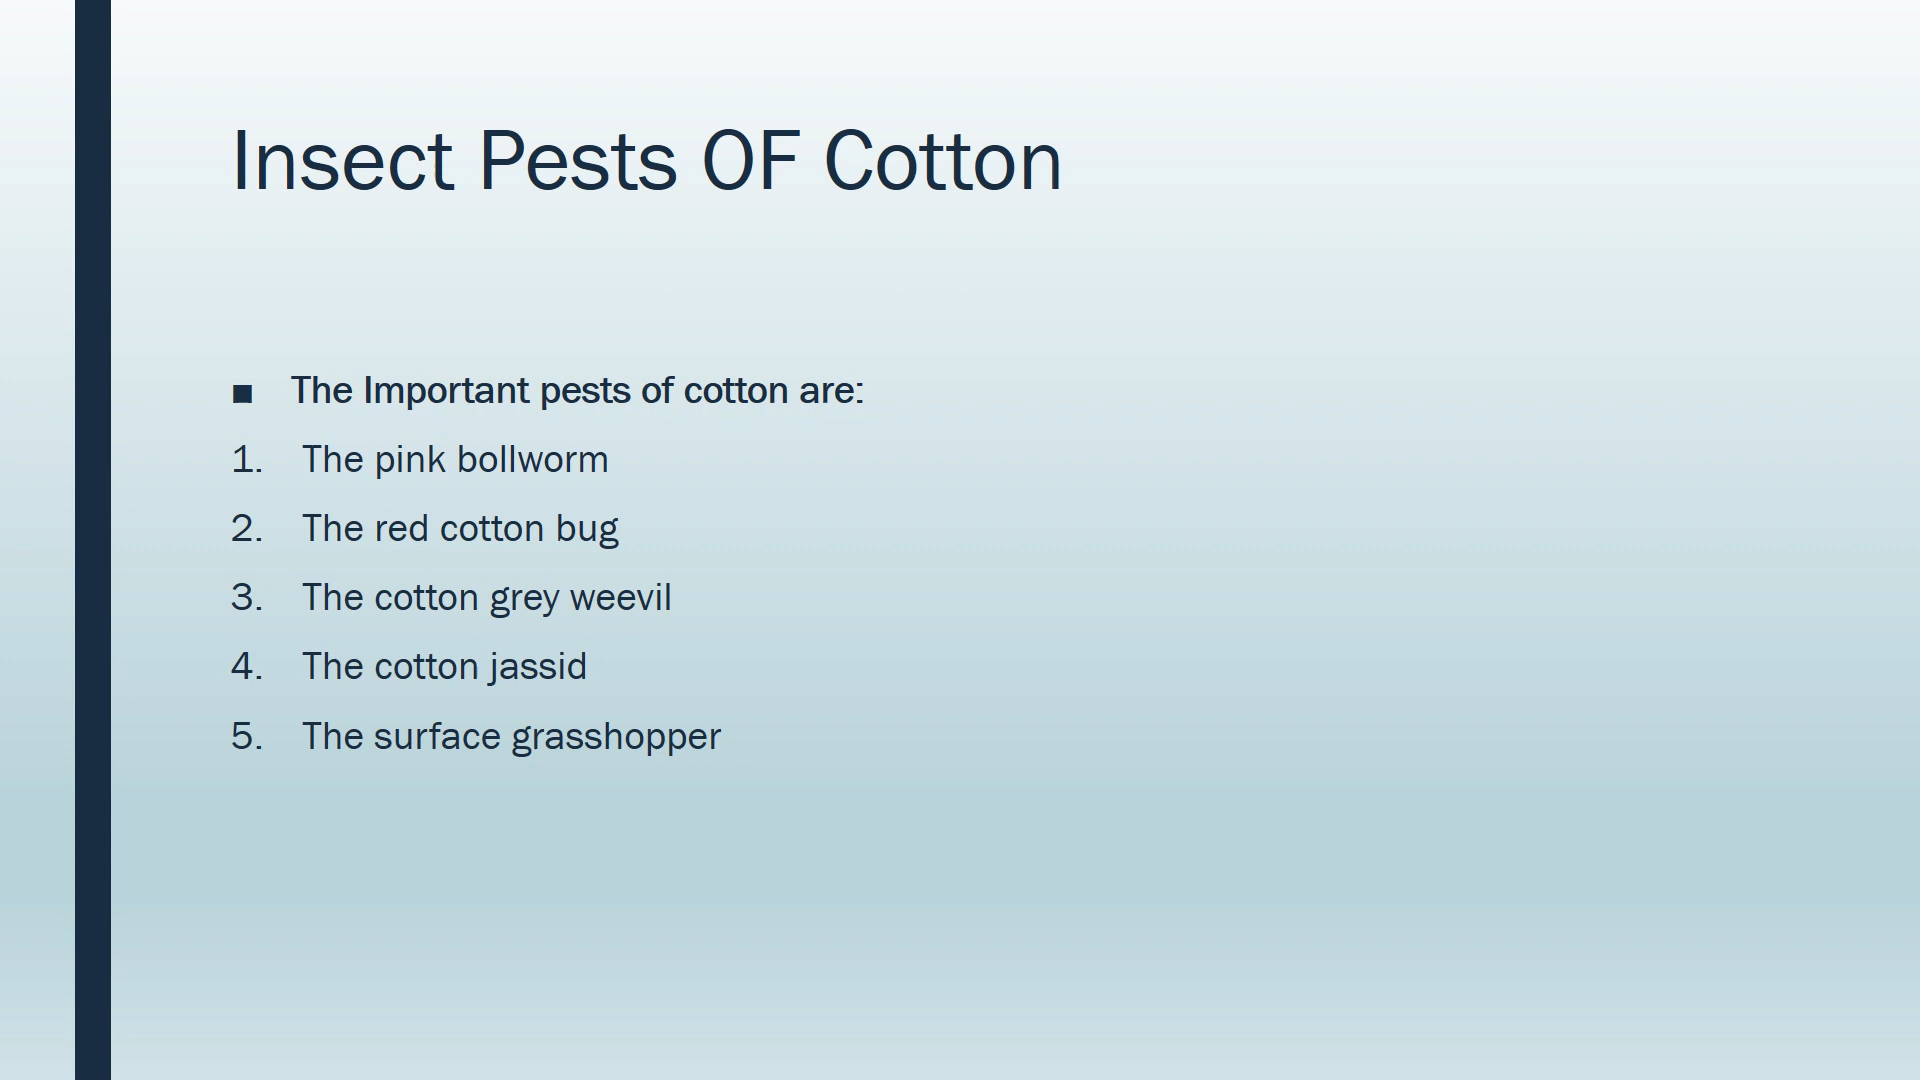 Insect Pests OF Cotton
■ The Important pests of cotton are:
1. The pink bollworm
2. The red cotton bug
3. The cotton grey weevil
4. The cotton jassid
5. The surface grasshopper